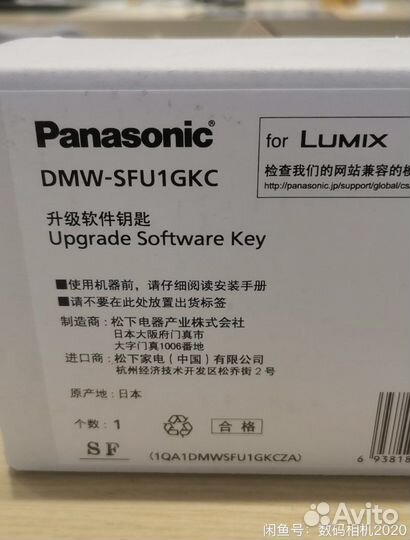 Panasonic®
for LUMIX
DMW-SFU1GKC
检查我们的网站兼容的
http://panasonic.jp/support/global/cs
升级软件钥匙
Upgrade Software Key
■使用机器前，请仔细阅读安装手册
■请不要在此处放置出货标签
制造商：松下电器产业株式会社
日本大阪府门真市
大字门真1006番地
进口商：松下家电（中国）有限公司
杭州经济技术开发区松乔街2号
原产地：日本
个数：1
合格
SF
(1QA1DMWSFU1GKCZA)
6 93818
Avito
闲鱼号：数码相机2020